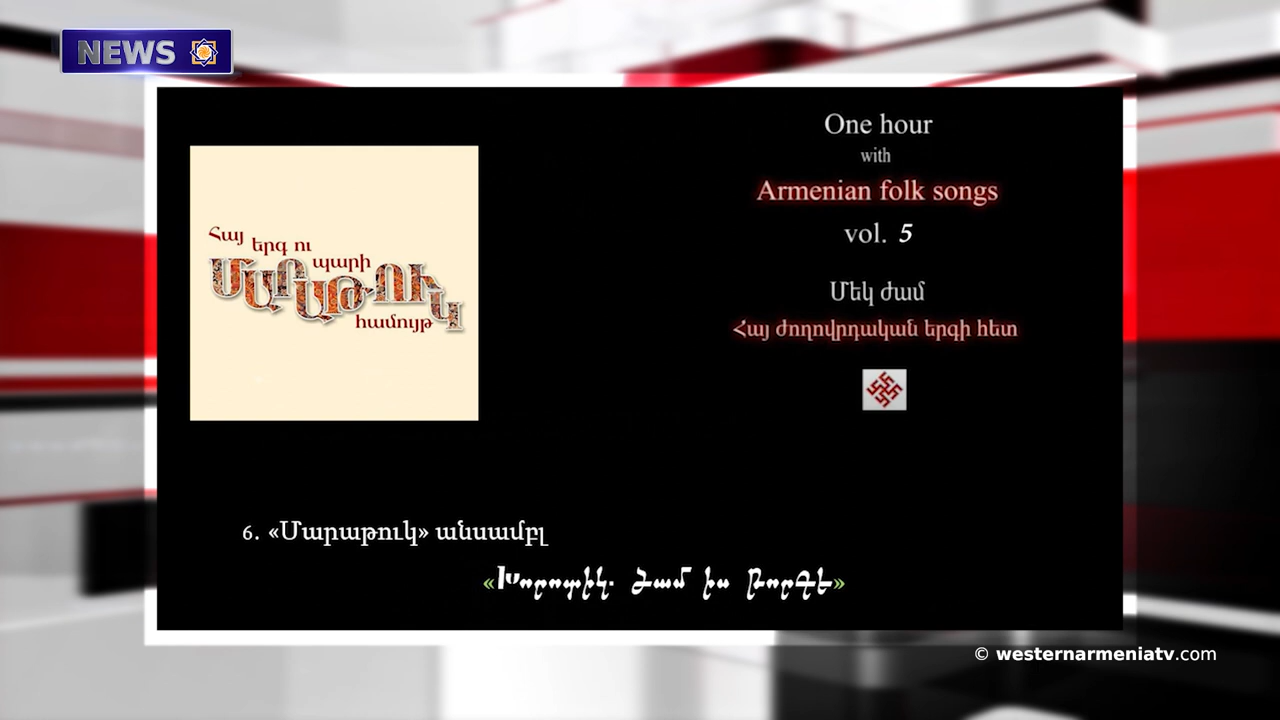 NEWS
One hour
with
Armenian folk songs
vol. 5
Մեկ ժամ
Հայ ժողովրդական երգի հետ
Հայ երգ ու պարի
ՄԱՐԱԹՈՒԿ
համույթ
6. «Մարաթուկ» անսամբլ
© westernarmeniatv.com